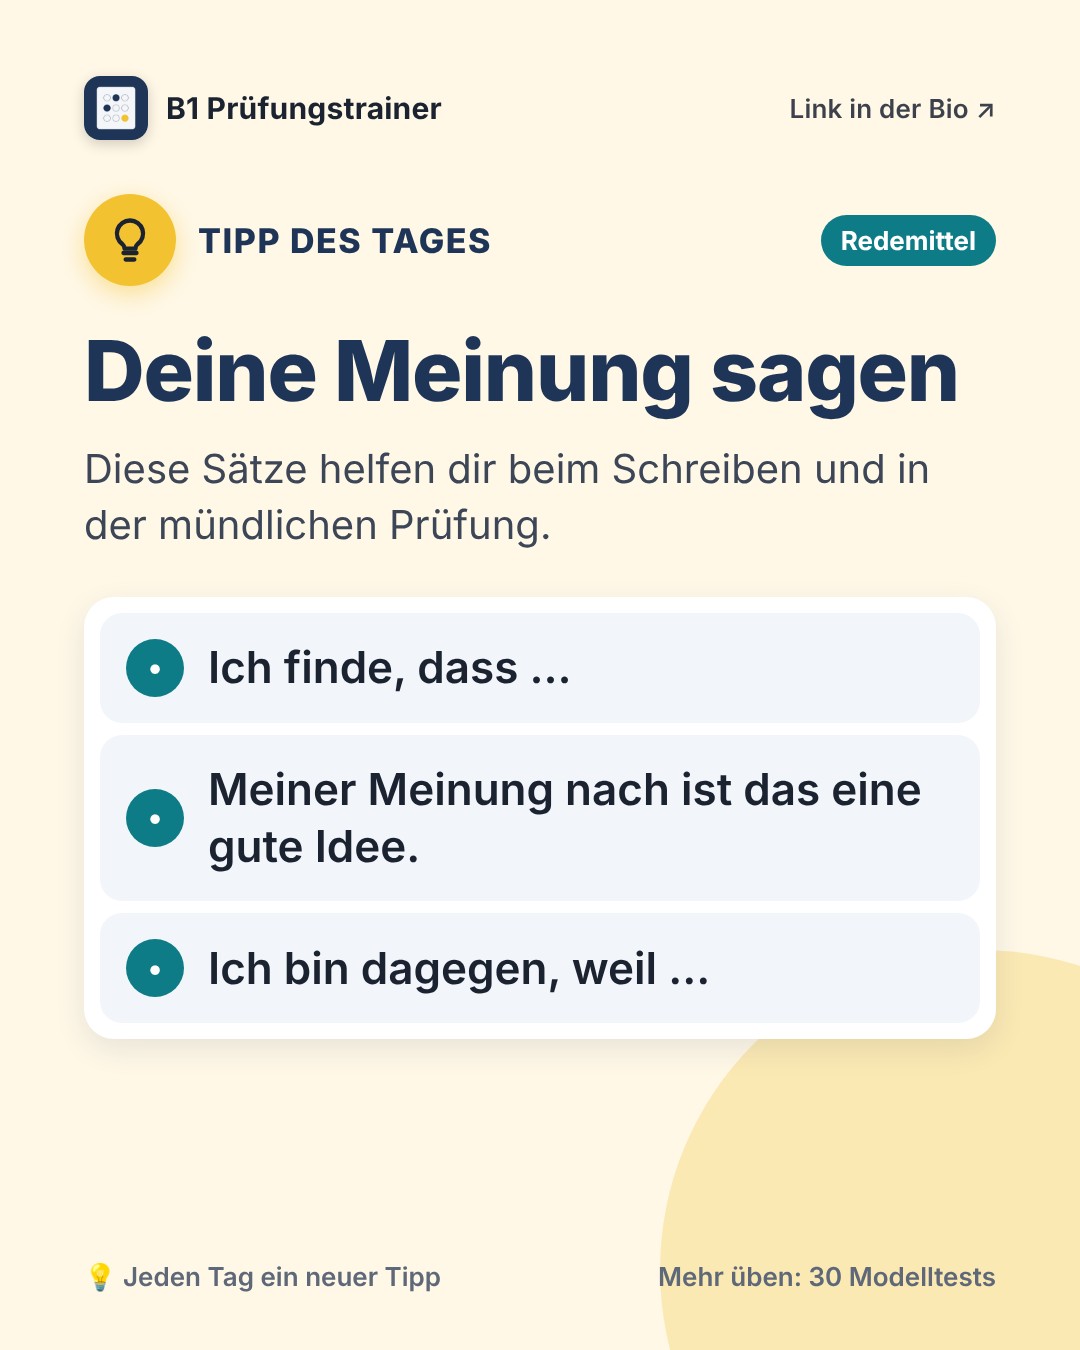 B1 Prüfungstrainer
Link in der Bio ↗
TIPP DES TAGES
Redemittel
Deine Meinung sagen
Diese Sätze helfen dir beim Schreiben und in
der mündlichen Prüfung.
Ich finde, dass ...
Meiner Meinung nach ist das eine
gute Idee.
Ich bin dagegen, weil ...
💡 Jeden Tag ein neuer Tipp
Mehr üben: 30 Modelltests